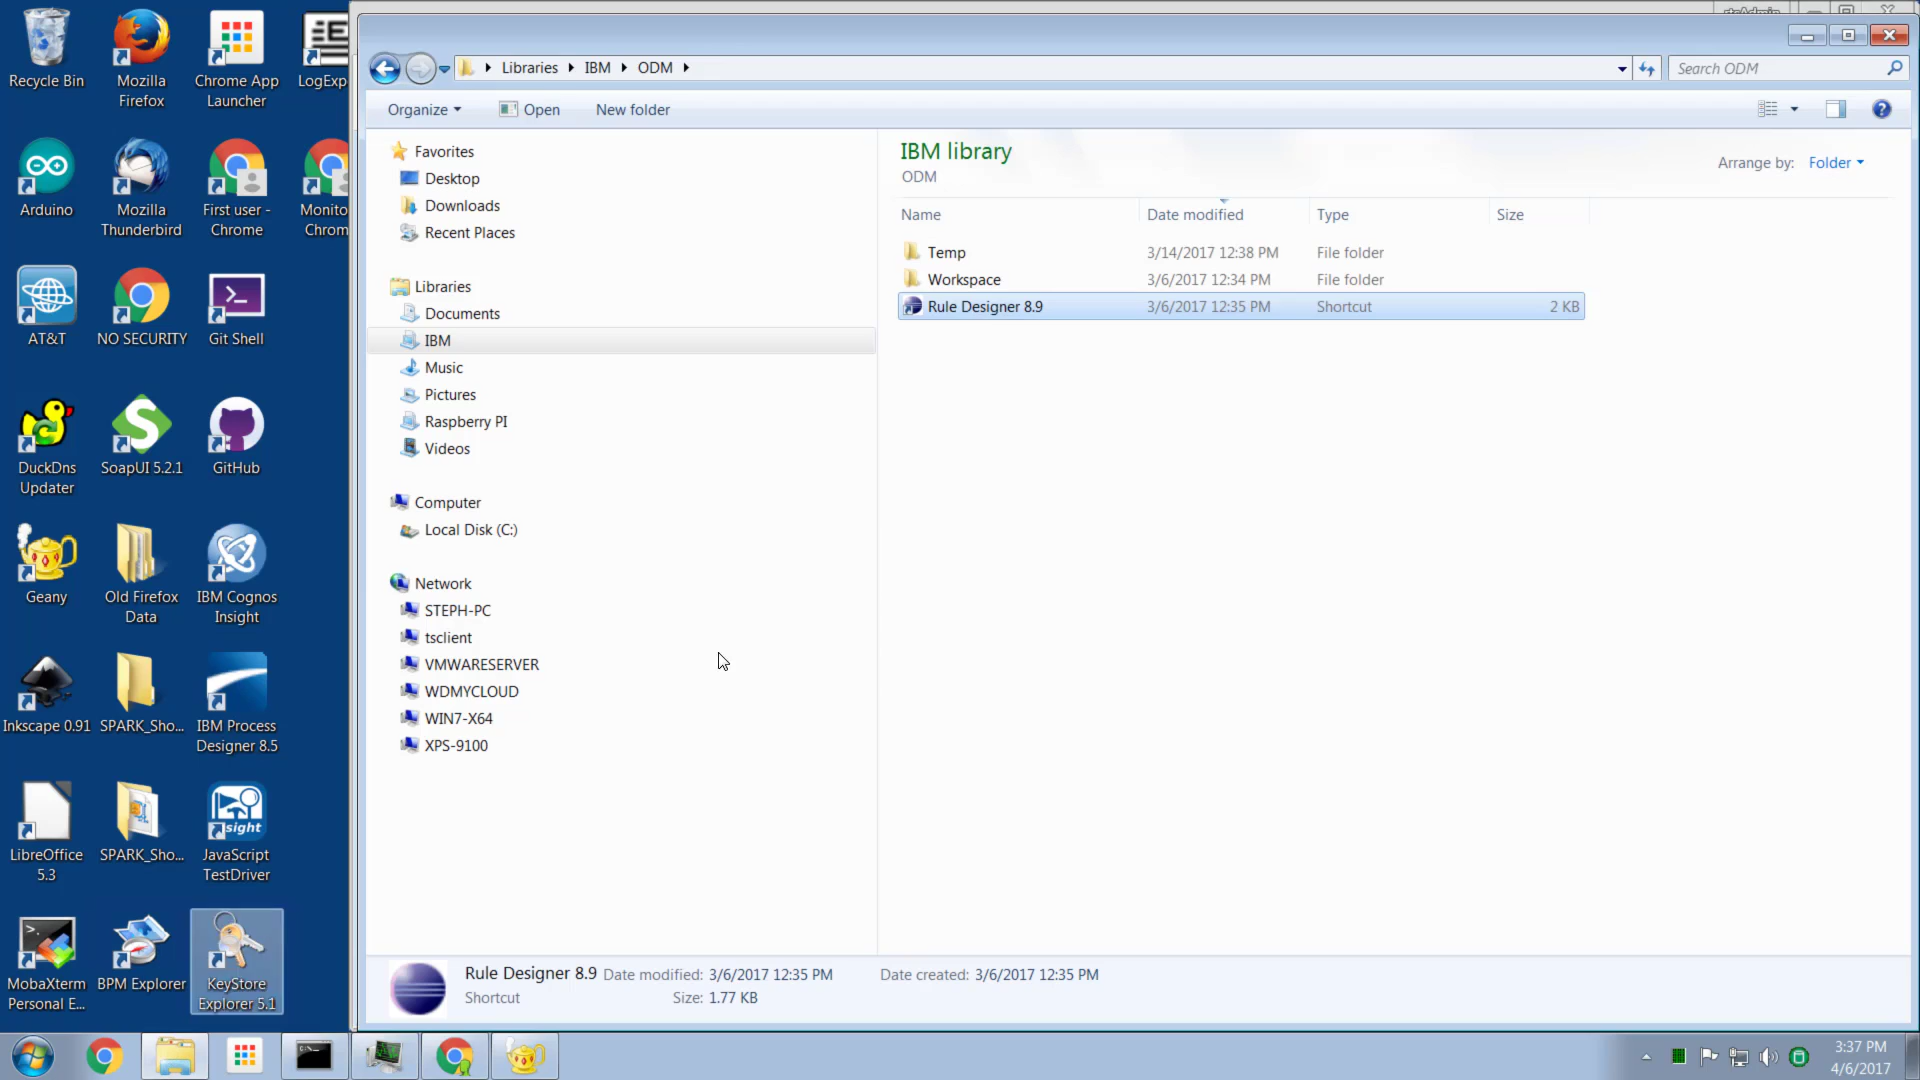 Recycle Bin
Mozilla
Firefox
Chrome App
Launcher
LogExp
Arduino
Mozilla
Thunderbird
First user -
Chrome
Monito
Chrom
AT&T
NO SECURITY
Git Shell
DuckDns
Updater
SoapUI 5.2.1
GitHub
Geany
Old Firefox
Data
IBM Cognos
Insight
Inkscape 0.91
SPARK_Sho...
IBM Process
Designer 8.5
LibreOffice
5.3
SPARK_Sho...
sight
JavaScript
TestDriver
MobaXterm
Personal E...
BPM Explorer
KeyStore
Explorer 5.1
Libraries
IBM
ODM
Search ODM
Organize
Open
New folder
Favorites
Desktop
Downloads
Recent Places
Libraries
Documents
IBM
Music
Pictures
Raspberry PI
Videos
Computer
Local Disk (C:)
Network
STEPH-PC
tsclient
VMWARESERVER
WDMYCLOUD
WIN7-X64
XPS-9100
IBM library
ODM
Arrange by: Folder
Name Date modified Type Size
Temp 3/14/2017 12:38 PM File folder
Workspace 3/6/2017 12:34 PM File folder
Rule Designer 8.9 3/6/2017 12:35 PM Shortcut 2 KB
Rule Designer 8.9 Date modified: 3/6/2017 12:35 PM Date created: 3/6/2017 12:35 PM
Shortcut Size: 1.77 KB
3:37 PM
4/6/2017